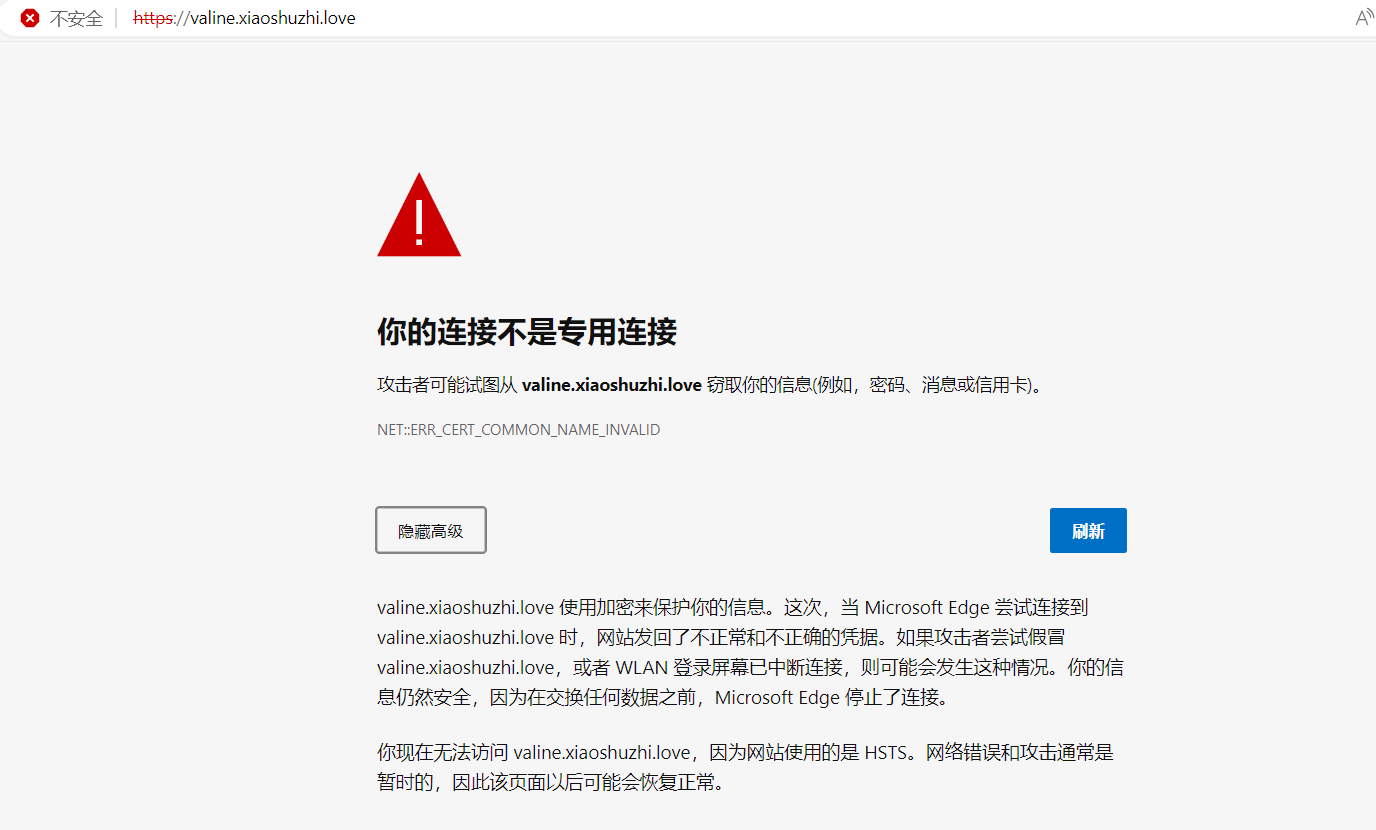 不安全 https://valine.xiaoshuzhi.love A
你的连接不是专用连接
攻击者可能试图从 valine.xiaoshuzhi.love 窃取你的信息(例如，密码、消息或信用卡)。
NET::ERR_CERT_COMMON_NAME_INVALID
隐藏高级 刷新
valine.xiaoshuzhi.love 使用加密来保护你的信息。这次，当 Microsoft Edge 尝试连接到
valine.xiaoshuzhi.love 时，网站发回了不正常和不正确的凭据。如果攻击者尝试假冒
valine.xiaoshuzhi.love，或者 WLAN 登录屏幕已中断连接，则可能会发生这种情况。你的信
息仍然安全，因为在交换任何数据之前，Microsoft Edge 停止了连接。
你现在无法访问 valine.xiaoshuzhi.love，因为网站使用的是 HSTS。网络错误和攻击通常是
暂时的，因此该页面以后可能会恢复正常。